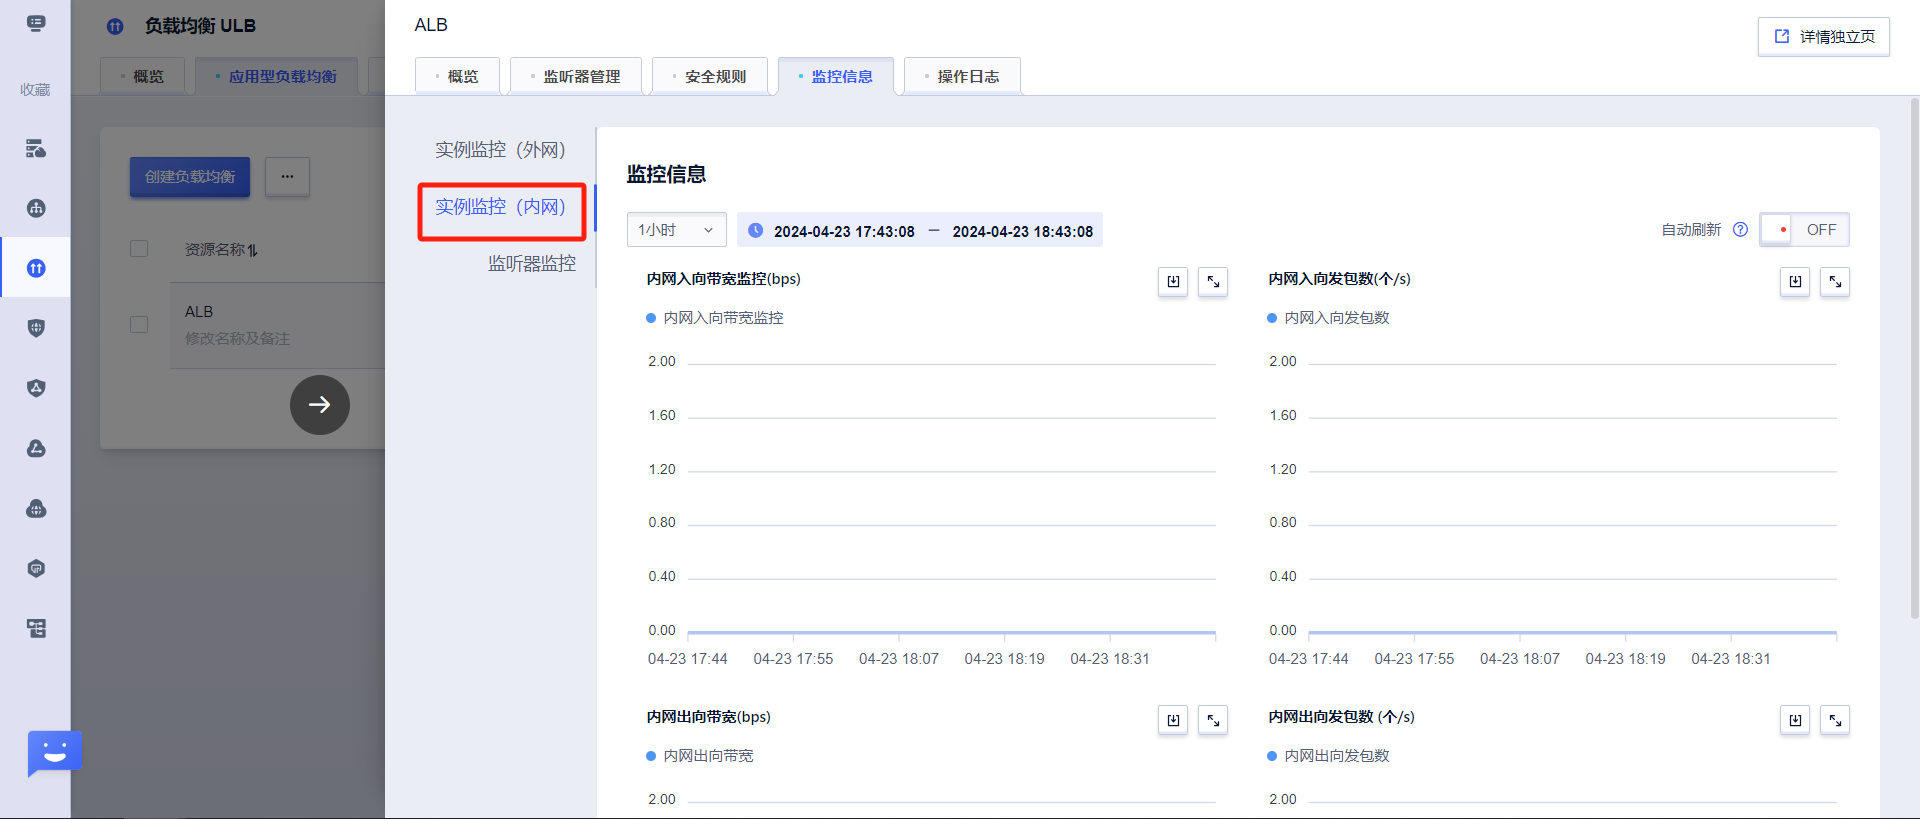 收藏
负载均衡 ULB
概览
应用型负载均衡
创建负载均衡
...
资源名称
ALB
修改名称及备注
ALB
详情独立页
概览
监听器管理
安全规则
监控信息
操作日志
实例监控（外网）
实例监控（内网）
监听器监控
监控信息
1小时
2024-04-23 17:43:08 — 2024-04-23 18:43:08
自动刷新
OFF
内网入向带宽监控(bps)
内网入向带宽监控
2.00
1.60
1.20
0.80
0.40
0.00
04-23 17:44 04-23 17:55 04-23 18:07 04-23 18:19 04-23 18:31
内网入向发包数(个/s)
内网入向发包数
2.00
1.60
1.20
0.80
0.40
0.00
04-23 17:44 04-23 17:55 04-23 18:07 04-23 18:19 04-23 18:31
内网出向带宽(bps)
内网出向带宽
2.00
内网出向发包数 (个/s)
内网出向发包数
2.00